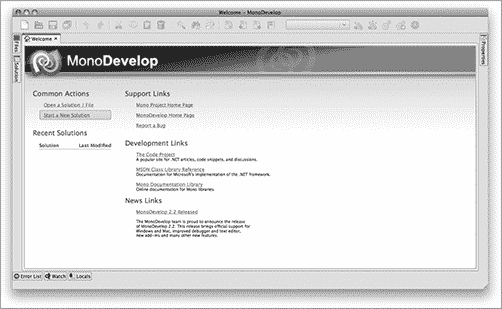 Welcome – MonoDevelop
Welcome
Files
Solution
Properties
MonoDevelop
Common Actions
Open a Solution / File
Start a New Solution
Recent Solutions
Solution Last Modified
Support Links
Mono Project Home Page
MonoDevelop Home Page
Report a Bug
Development Links
The Code Project
A popular site for .NET articles, code snippets, and discussions.
MSDN Class Library Reference
Documentation for Microsoft's implementation of the .NET framework.
Mono Documentation Library
Online documentation for Mono libraries.
News Links
MonoDevelop 2.2 Released
The MonoDevelop team is proud to announce the release
of MonoDevelop 2.2. This release brings official support for
Windows and Mac, improved debugger and text editor,
new add-ins and many other new features.
Error List Watch Locals